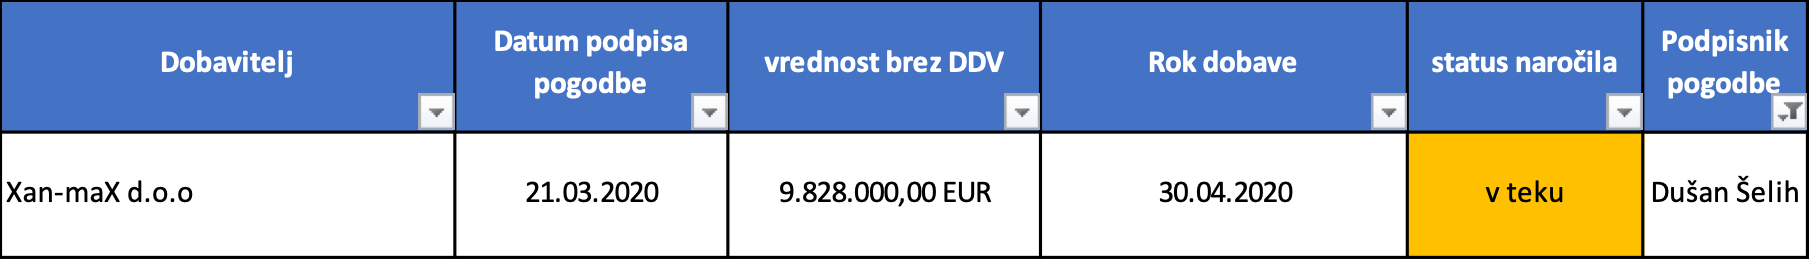 Dobavitelj
Datum podpisa
pogodbe
vrednost brez DDV
Rok dobave
status naročila
Podpisnik
pogodbe
Xan-maX d.o.o
21.03.2020
9.828.000,00 EUR
30.04.2020
v teku
Dušan Šelih